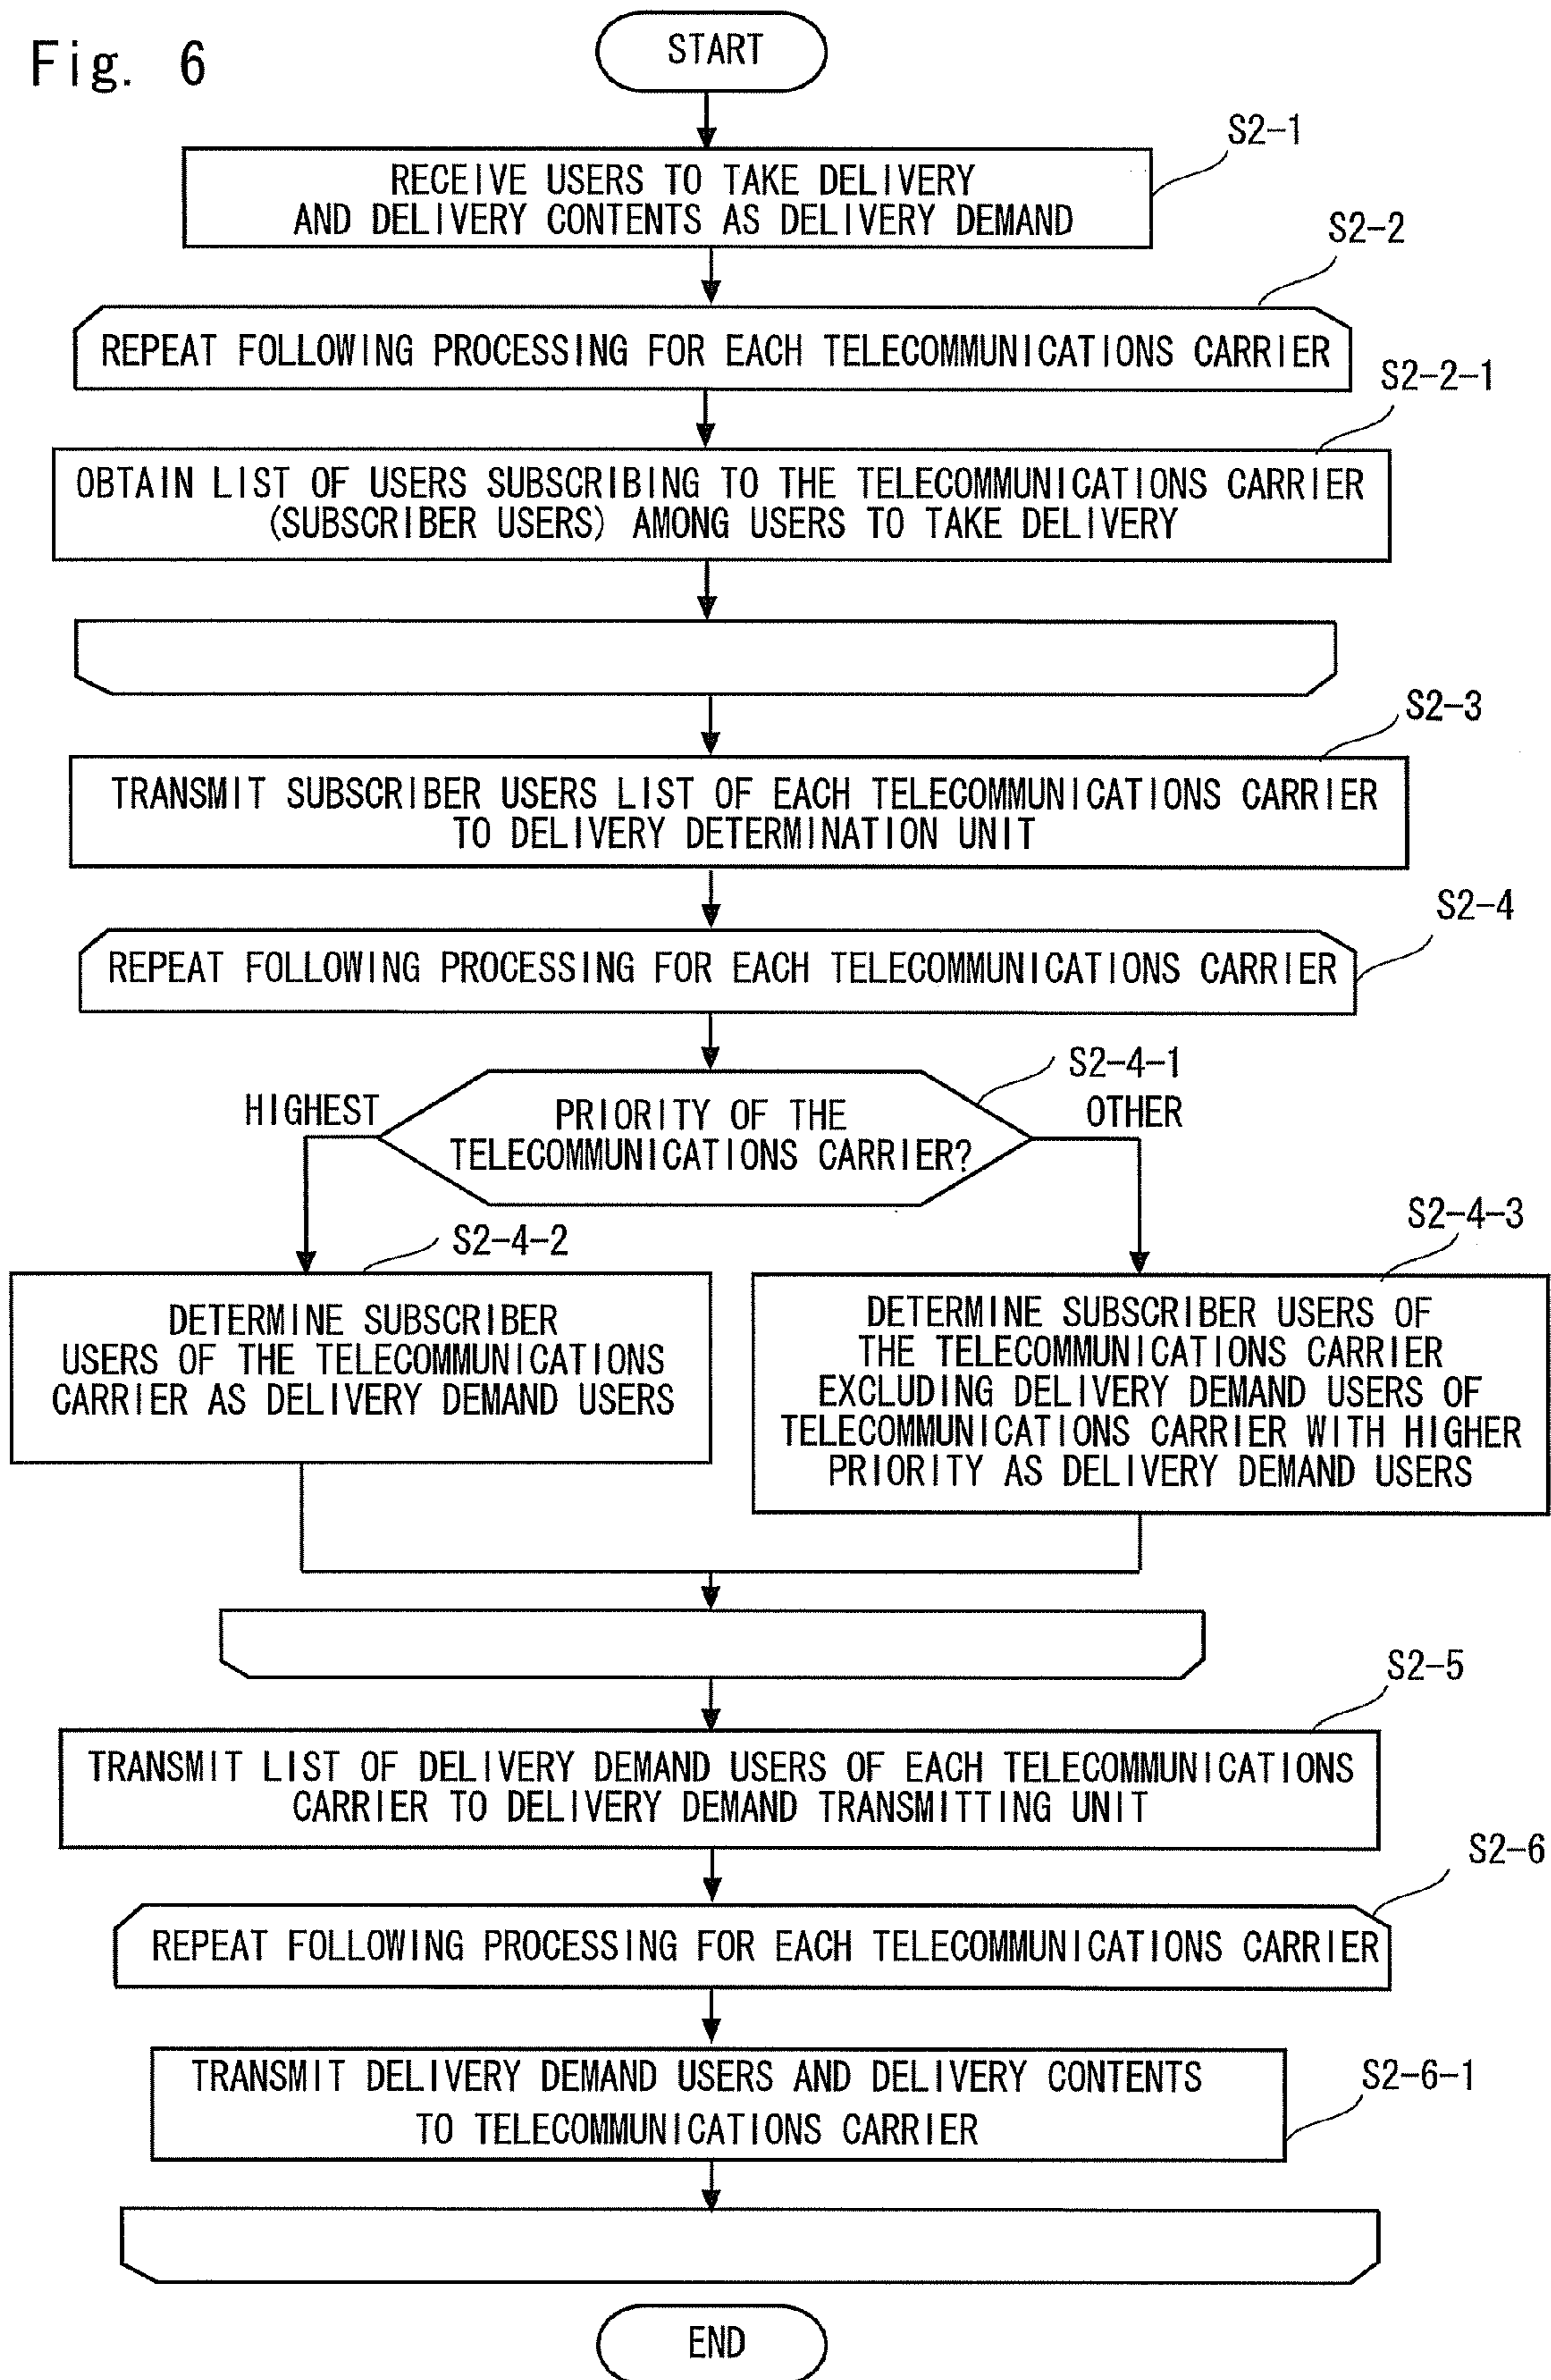 Fig. 6
START
S2-1
RECEIVE USERS TO TAKE DELIVERY
AND DELIVERY CONTENTS AS DELIVERY DEMAND
S2-2
REPEAT FOLLOWING PROCESSING FOR EACH TELECOMMUNICATIONS CARRIER
S2-2-1
OBTAIN LIST OF USERS SUBSCRIBING TO THE TELECOMMUNICATIONS CARRIER
(SUBSCRIBER USERS) AMONG USERS TO TAKE DELIVERY
S2-3
TRANSMIT SUBSCRIBER USERS LIST OF EACH TELECOMMUNICATIONS CARRIER
TO DELIVERY DETERMINATION UNIT
S2-4
REPEAT FOLLOWING PROCESSING FOR EACH TELECOMMUNICATIONS CARRIER
S2-4-1
HIGHEST
PRIORITY OF THE
TELECOMMUNICATIONS CARRIER?
OTHER
S2-4-2
DETERMINE SUBSCRIBER
USERS OF THE TELECOMMUNICATIONS
CARRIER AS DELIVERY DEMAND USERS
S2-4-3
DETERMINE SUBSCRIBER USERS OF
THE TELECOMMUNICATIONS CARRIER
EXCLUDING DELIVERY DEMAND USERS OF
TELECOMMUNICATIONS CARRIER WITH HIGHER
PRIORITY AS DELIVERY DEMAND USERS
S2-5
TRANSMIT LIST OF DELIVERY DEMAND USERS OF EACH TELECOMMUNICATIONS
CARRIER TO DELIVERY DEMAND TRANSMITTING UNIT
S2-6
REPEAT FOLLOWING PROCESSING FOR EACH TELECOMMUNICATIONS CARRIER
TRANSMIT DELIVERY DEMAND USERS AND DELIVERY CONTENTS
TO TELECOMMUNICATIONS CARRIER
S2-6-1
END